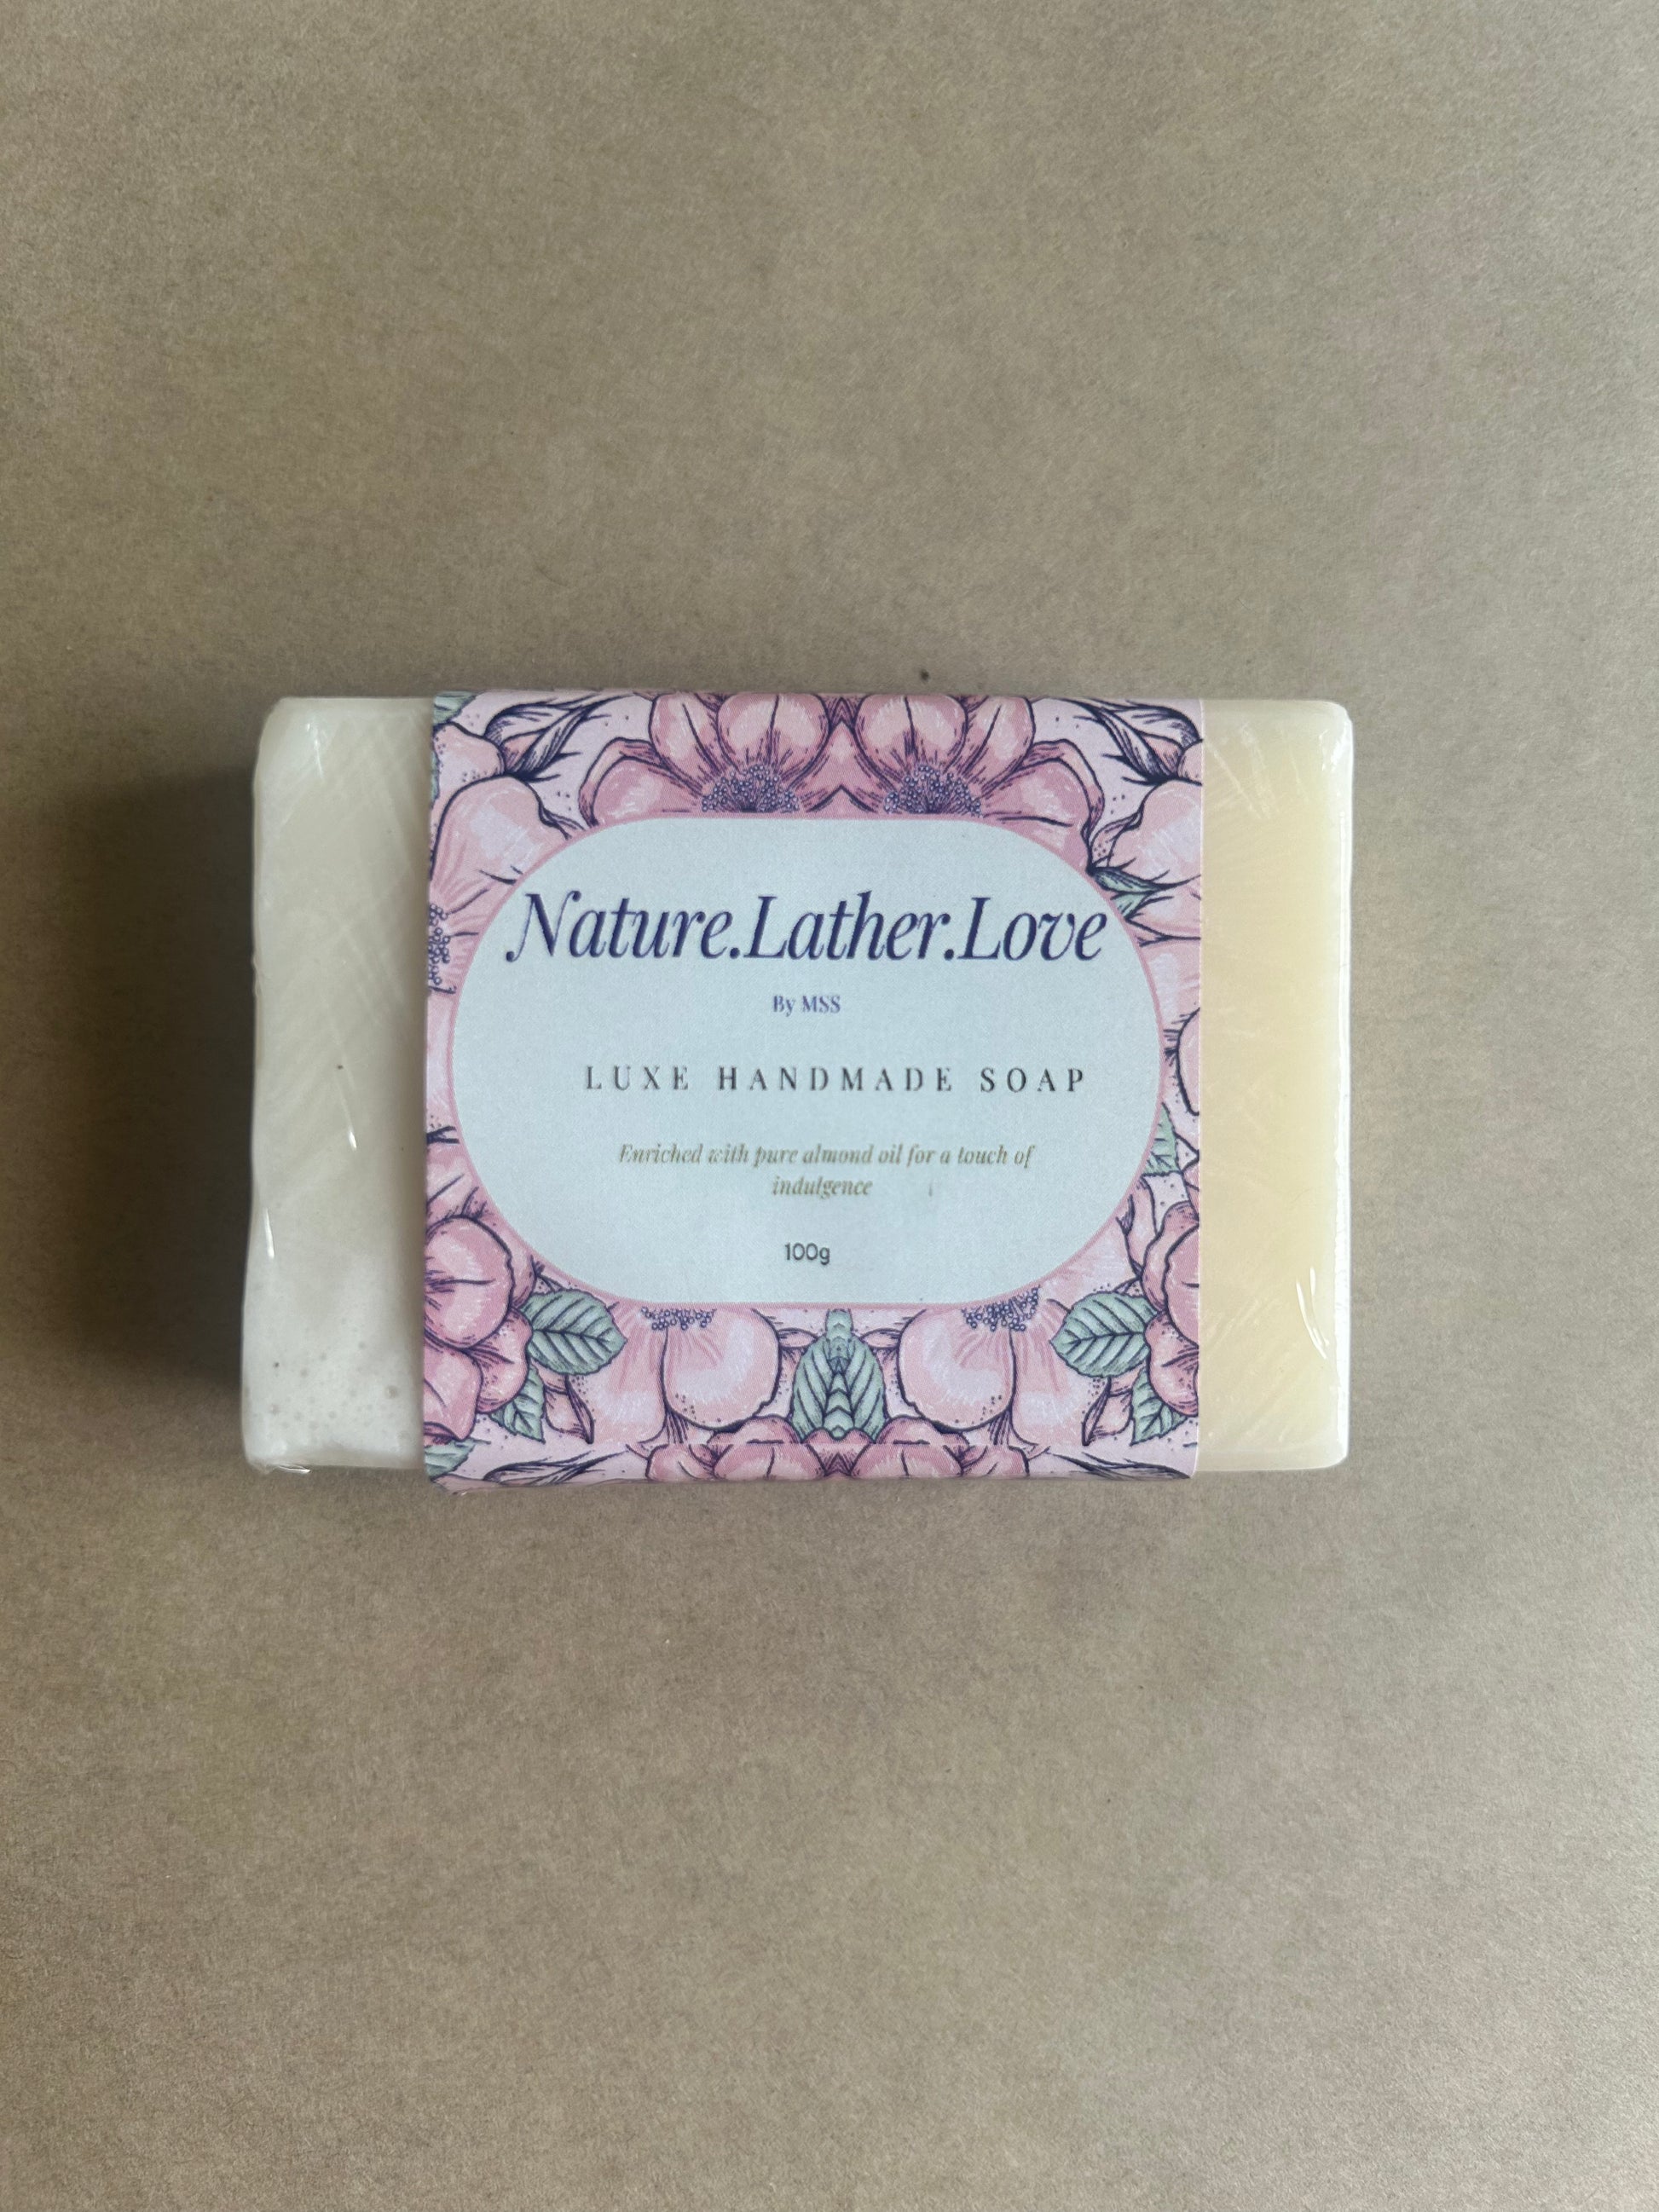 Nature.Lather.Love
By MSS
LUXE HANDMADE SOAP
Enriched with pure almond oil for a touch of
indulgence
100g